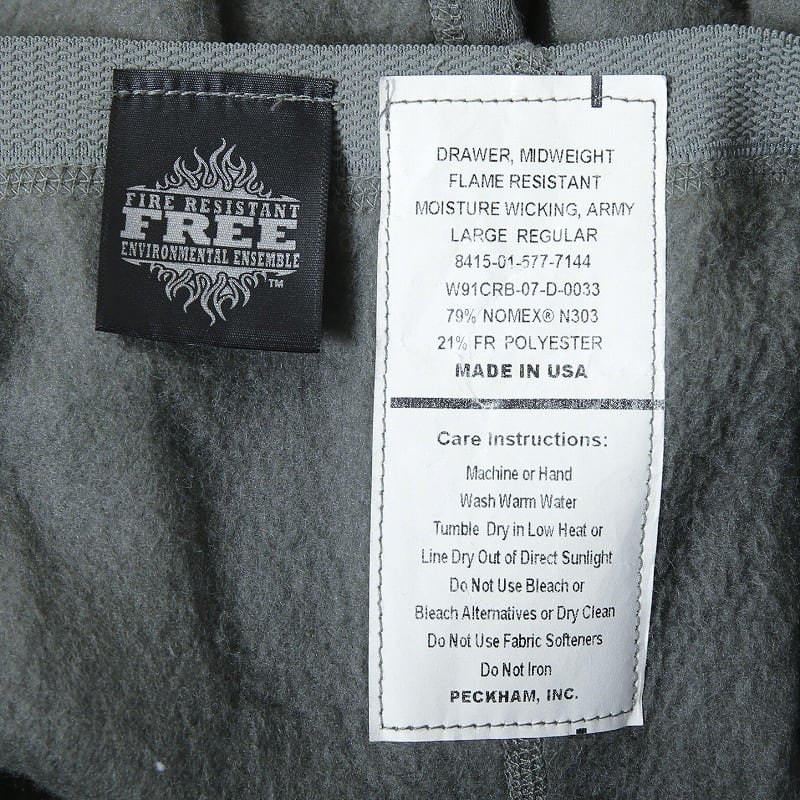 FIRE RESISTANT
FREE
ENVIRONMENTAL ENSEMBLE
TM
DRAWER, MIDWEIGHT
FLAME RESISTANT
MOISTURE WICKING, ARMY
LARGE REGULAR
8415-01-577-7144
W91CRB-07-D-0033
79% NOMEX® N303
21% FR POLYESTER
MADE IN USA
Care Instructions:
Machine or Hand
Wash Warm Water
Tumble Dry in Low Heat or
Line Dry Out of Direct Sunlight
Do Not Use Bleach or
Bleach Alternatives or Dry Clean
Do Not Use Fabric Softeners
Do Not Iron
PECKHAM, INC.